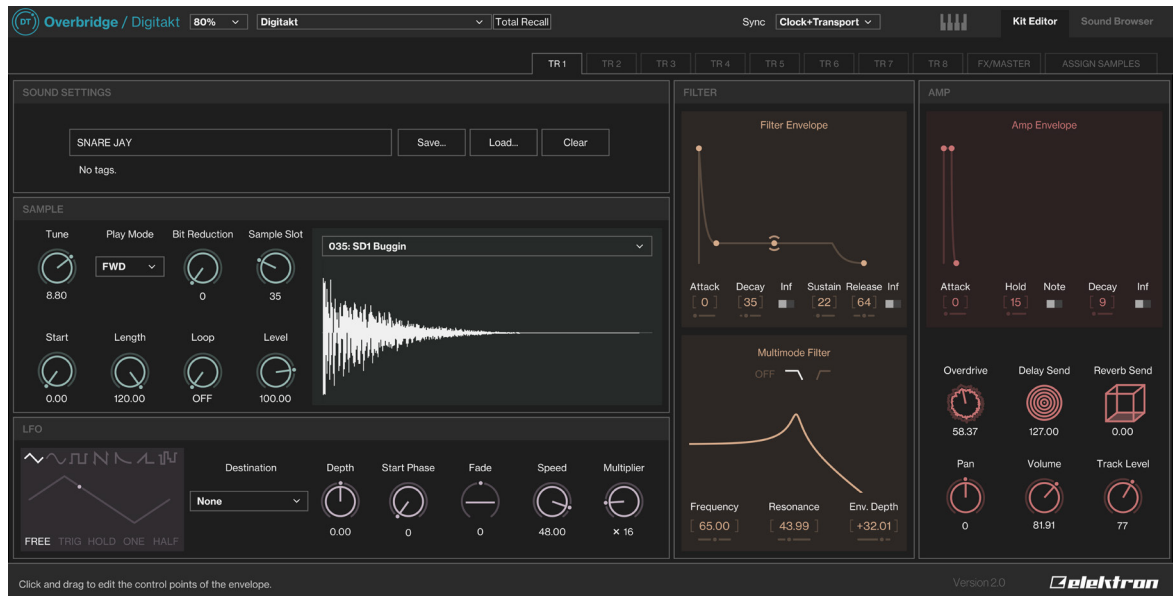 DT Overbridge / Digitakt 80% Digitakt Total Recall Sync Clock+Transport Kit Editor Sound Browser
TR 1 TR 2 TR 3 TR 4 TR 5 TR 6 TR 7 TR 8 FX/MASTER ASSIGN SAMPLES
SOUND SETTINGS
SNARE JAY Save... Load... Clear
No tags.
SAMPLE
Tune Play Mode Bit Reduction Sample Slot
FWD
8.80 0 35
035: SD1 Buggin
Start Length Loop Level
0.00 120.00 OFF 100.00
LFO
Destination Depth Start Phase Fade Speed Multiplier
None
0.00 0 0 48.00 × 16
FREE TRIG HOLD ONE HALF
FILTER
Filter Envelope
Attack Decay Inf Sustain Release Inf
[ 0 ] [ 35 ] [ 22 ] [ 64 ]
Multimode Filter
OFF
Frequency Resonance Env. Depth
[ 65.00 ] [ 43.99 ] [ +32.01 ]
AMP
Amp Envelope
Attack Hold Note Decay Inf
[ 0 ] [ 15 ] [ 9 ]
Overdrive Delay Send Reverb Send
58.37 127.00 0.00
Pan Volume Track Level
0 81.91 77
Click and drag to edit the control points of the envelope.
Version 2.0 elektron